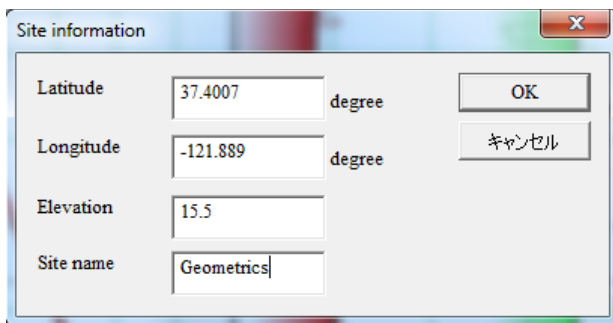 Site information
Latitude 37.4007 degree OK
Longitude -121.889 degree キャンセル
Elevation 15.5
Site name Geometrics